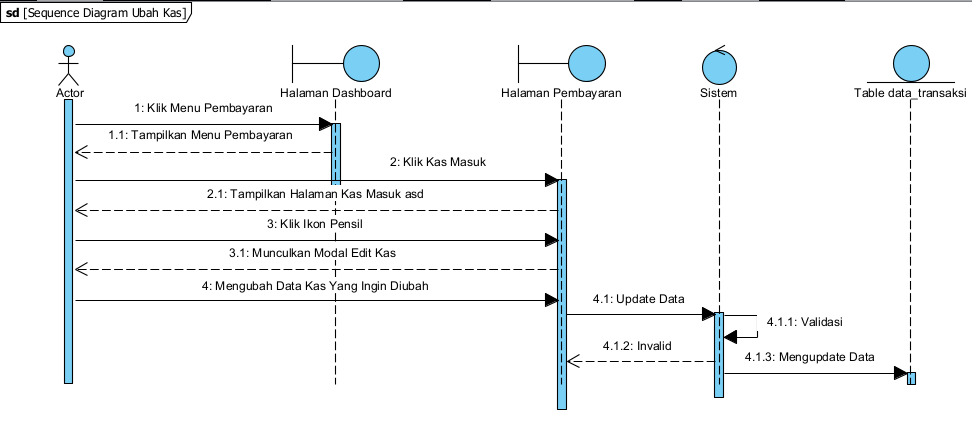 sd [Sequence Diagram Ubah Kas]
Actor
Halaman Dashboard
Halaman Pembayaran
Sistem
Table data_transaksi
1: Klik Menu Pembayaran
1.1: Tampilkan Menu Pembayaran
2: Klik Kas Masuk
2.1: Tampilkan Halaman Kas Masuk asd
3: Klik Ikon Pensil
3.1: Munculkan Modal Edit Kas
4: Mengubah Data Kas Yang Ingin Diubah
4.1: Update Data
4.1.1: Validasi
4.1.2: Invalid
4.1.3: Mengupdate Data